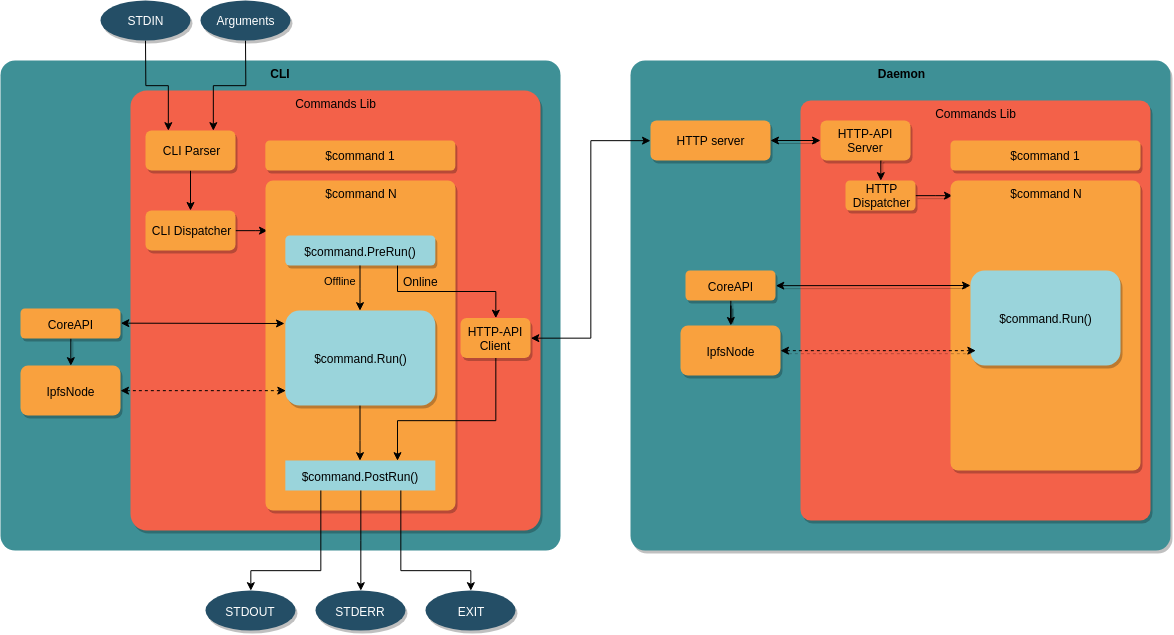 STDIN
Arguments
CLI
Commands Lib
CLI Parser
$command 1
$command N
CLI Dispatcher
$command.PreRun()
Offline
Online
CoreAPI
HTTP-API
Client
$command.Run()
IpfsNode
$command.PostRun()
STDOUT
STDERR
EXIT
Daemon
Commands Lib
HTTP server
HTTP-API
Server
$command 1
HTTP
Dispatcher
$command N
CoreAPI
$command.Run()
IpfsNode